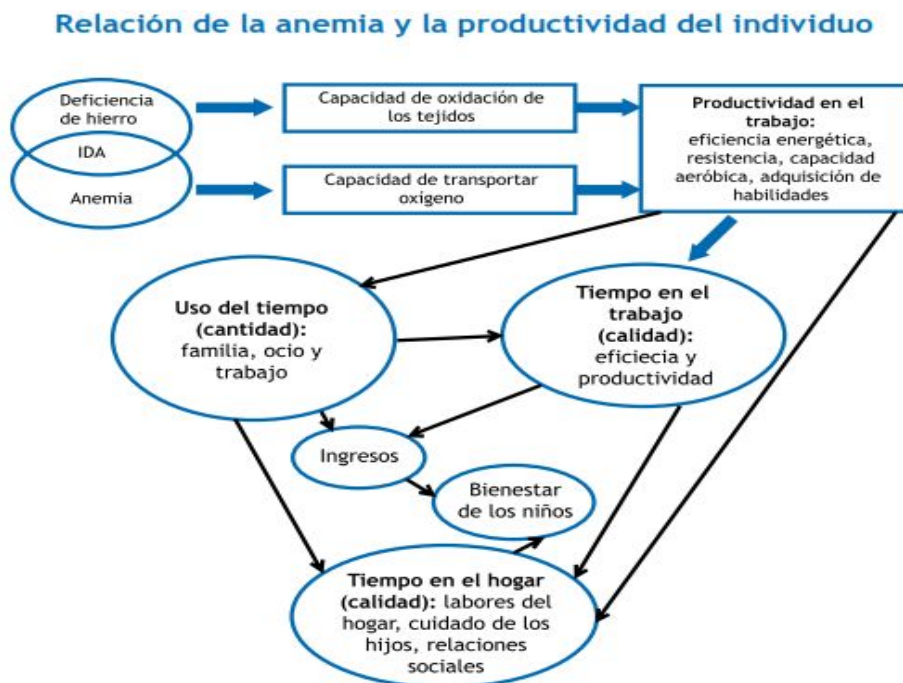 Relación de la anemia y la productividad del individuo
Deficiencia
de hierro
IDA
Anemia
Capacidad de oxidación de
los tejidos
Capacidad de transportar
oxígeno
Productividad en el
trabajo:
eficiencia energética,
resistencia, capacidad
aeróbica, adquisición de
habilidades
Uso del tiempo
(cantidad):
familia, ocio y
trabajo
Tiempo en el
trabajo
(calidad):
eficiecia y
productividad
Ingresos
Bienestar
de los niños
Tiempo en el hogar
(calidad): labores del
hogar, cuidado de los
hijos, relaciones
sociales